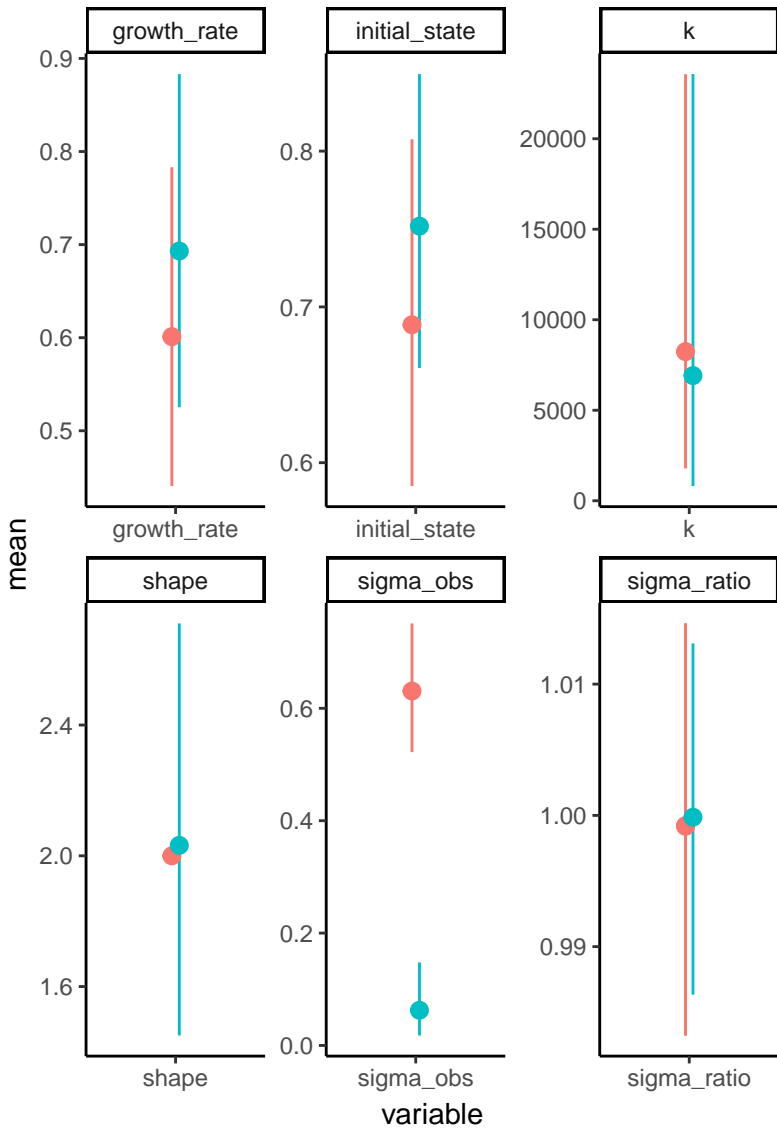 growth_rate
initial_state
k
0.9
0.8
0.7
0.6
0.5
growth_rate
0.8
0.7
0.6
initial_state
20000
15000
10000
5000
0
k
mean
shape
sigma_obs
sigma_ratio
2.4
2.0
1.6
shape
0.6
0.4
0.2
0.0
sigma_obs
1.01
1.00
0.99
sigma_ratio
variable